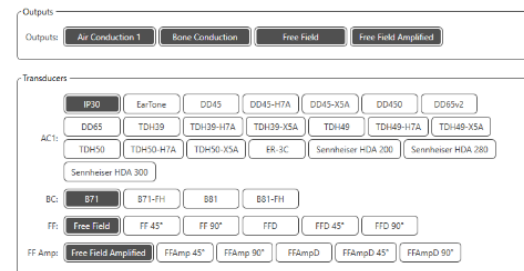 Outputs
Outputs: Air Conduction 1 Bone Conduction Free Field Free Field Amplified
Transducers
IP30 EarTone DD45 DD45-H7A DD45-X5A DD450 DD65v2
AC1: DD65 TDH39 TDH39-H7A TDH39-X5A TDH49 TDH49-H7A TDH49-X5A
TDH50 TDH50-H7A TDH50-X5A ER-3C Sennheiser HDA 200 Sennheiser HDA 280
Sennheiser HDA 300
BC: B71 B71-FH B81 B81-FH
FF: Free Field FF 45° FF 90° FFD FFD 45° FFD 90°
FF Amp: Free Field Amplified FFAmp 45° FFAmp 90° FFAmpD FFAmpD 45° FFAmpD 90°